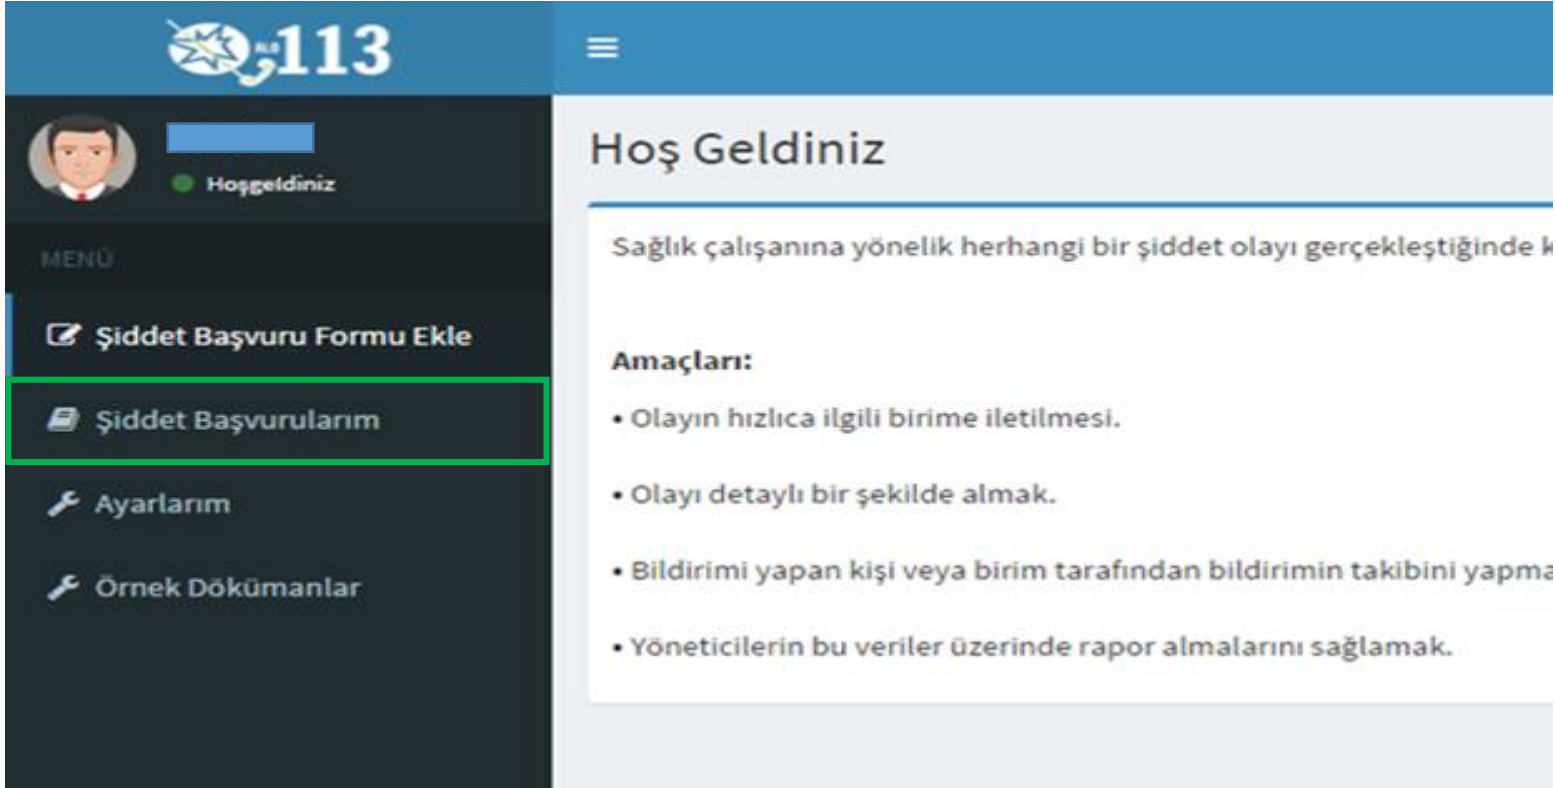 ALO 113
Hoşgeldiniz
MENÜ
Şiddet Başvuru Formu Ekle
Şiddet Başvurularım
Ayarlarım
Örnek Dökümanlar
Hoş Geldiniz
Sağlık çalışanına yönelik herhangi bir şiddet olayı gerçekleştiğinde k
Amaçları:
• Olayın hızlıca ilgili birime iletilmesi.
• Olayı detaylı bir şekilde almak.
• Bildirimi yapan kişi veya birim tarafından bildirimin takibini yapma
• Yöneticilerin bu veriler üzerinde rapor almalarını sağlamak.